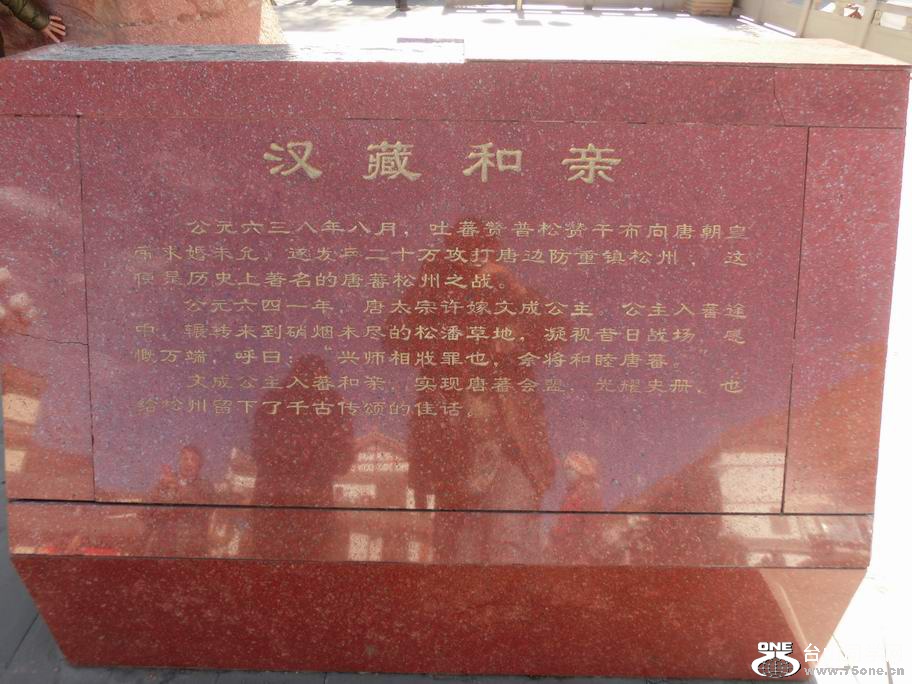 汉藏和亲
公元六三八年八月，吐蕃赞普松赞干布向唐朝皇
帝求婚未允，遂发兵二十万攻打唐边防重镇松州，这
便是历史上著名的唐蕃松州之战。
公元六四一年，唐太宗许嫁文成公主。公主入蕃途
中，辗转来到硝烟未尽的松潘草地，凝视昔日战场，感
慨万端，呼曰：“兴师相戕罪也，余将和睦唐蕃。”
文成公主入蕃和亲，实现唐蕃会盟，光耀史册，也
给松州留下了千古传颂的佳话。
ONE
www.75one.cn